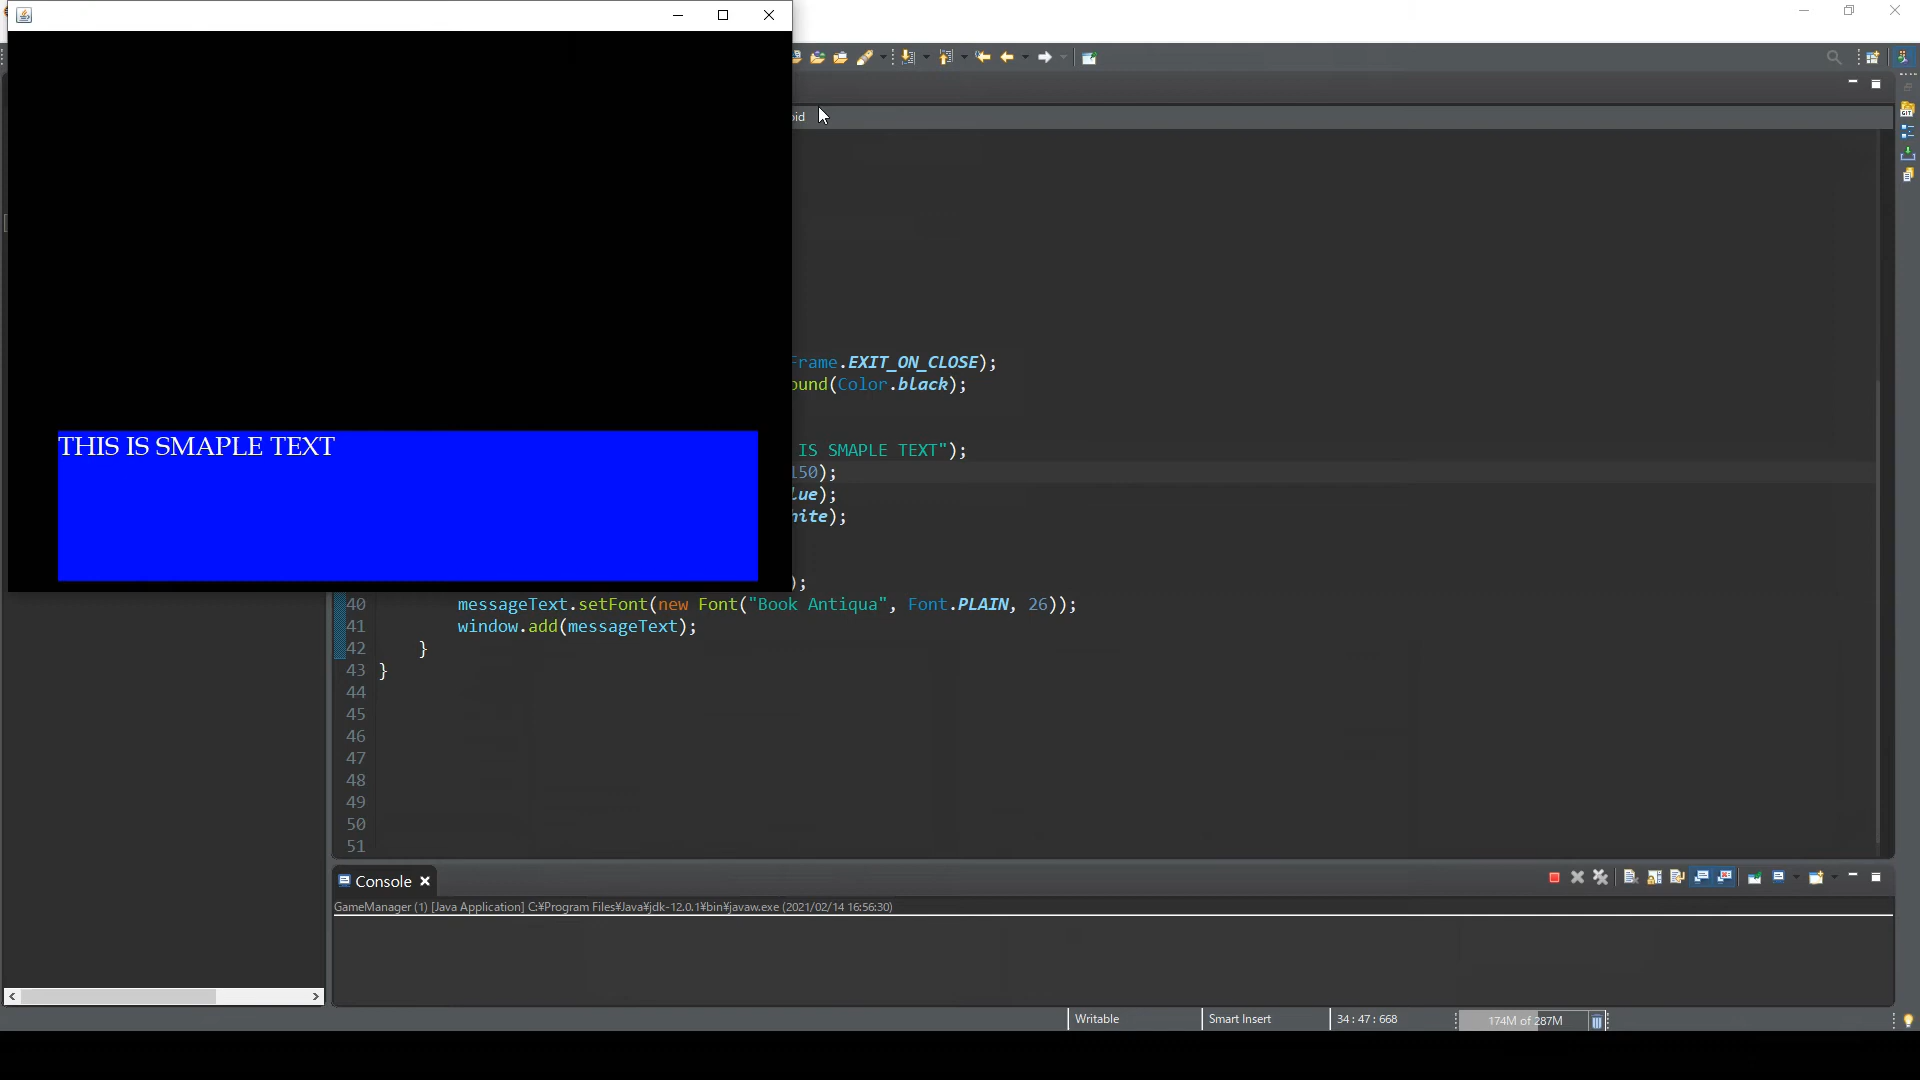 oid
Frame.EXIT_ON_CLOSE);
ound(Color.black);
THIS IS SMAPLE TEXT
IS SMAPLE TEXT");
150);
lue);
hite);
);
40 messageText.setFont(new Font("Book Antiqua", Font.PLAIN, 26));
41 window.add(messageText);
42 }
43 }
44
45
46
47
48
49
50
51
Console
GameManager (1) [Java Application] C:¥Program Files¥Java¥jdk-12.0.1¥bin¥javaw.exe (2021/02/14 16:56:30)
Writable
Smart Insert
34 : 47 : 668
174M of 287M